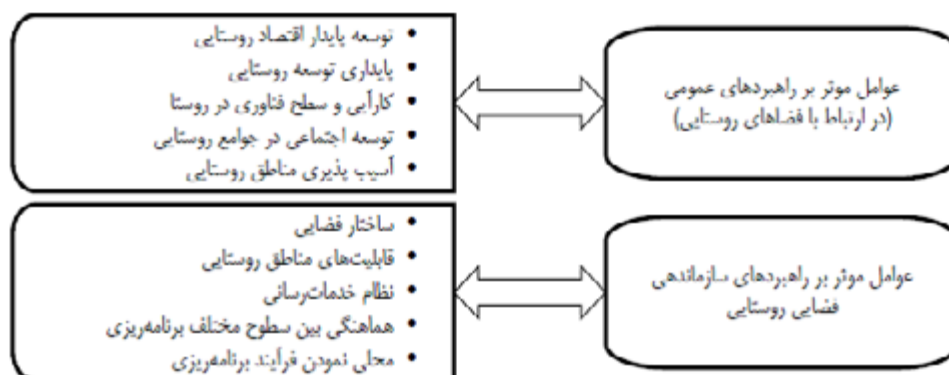 عوامل موثر بر راهبردهای عمومی
(در ارتباط با فضاهای روستایی)
• توسعه پایدار اقتصاد روستایی
• پایداری توسعه روستایی
• کارآیی و سطح فناوری در روستا
• توسعه اجتماعی در جوامع روستایی
• آسیب پذیری مناطق روستایی
عوامل موثر بر راهبردهای سازماندهی
فضایی روستایی
• ساختار فضایی
• قابلیت‌های مناطق روستایی
• نظام خدمات‌رسانی
• هماهنگی بین سطوح مختلف برنامه‌ریزی
• محلی نمودن فرآیند برنامه‌ریزی